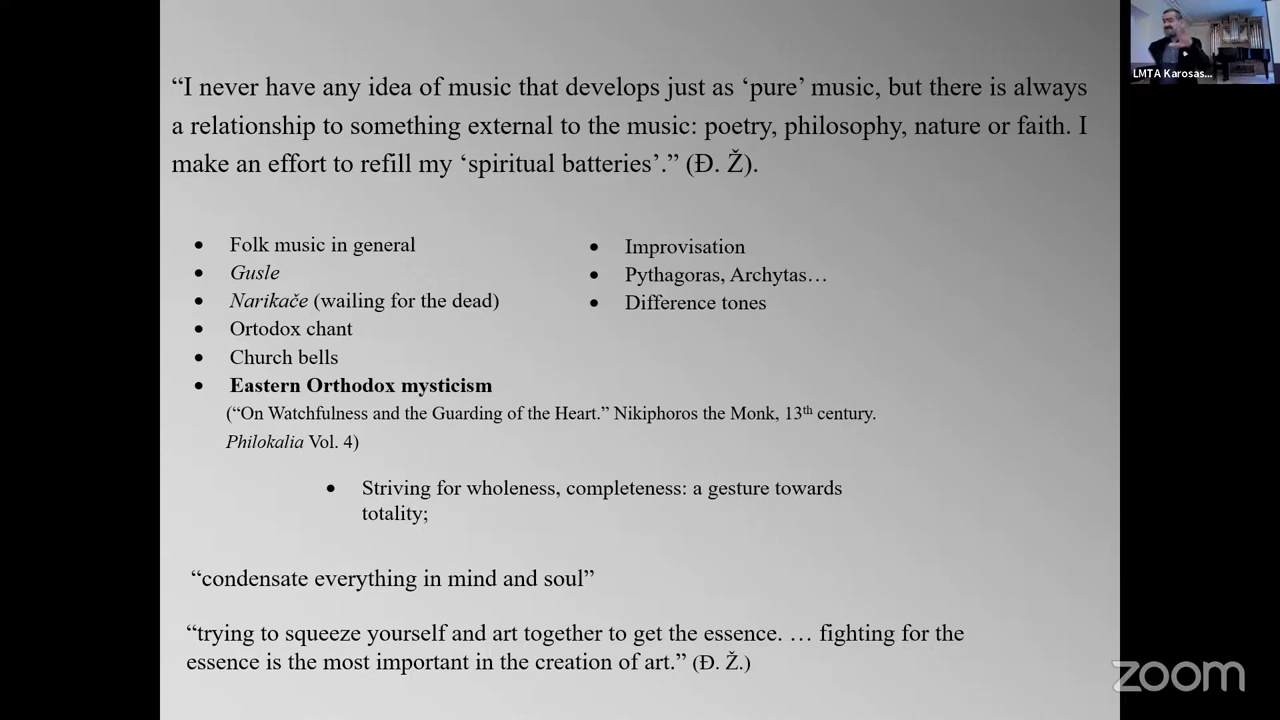 “I never have any idea of music that develops just as ‘pure’ music, but there is always
a relationship to something external to the music: poetry, philosophy, nature or faith. I
make an effort to refill my ‘spiritual batteries’.” (Đ. Ž).
• Folk music in general
• Gusle
• Narikače (wailing for the dead)
• Ortodox chant
• Church bells
• Eastern Orthodox mysticism
(“On Watchfulness and the Guarding of the Heart.” Nikiphoros the Monk, 13th century.
Philokalia Vol. 4)
• Improvisation
• Pythagoras, Archytas…
• Difference tones
• Striving for wholeness, completeness: a gesture towards
totality;
“condensate everything in mind and soul”
“trying to squeeze yourself and art together to get the essence. … fighting for the
essence is the most important in the creation of art.” (Đ. Ž.)
LMTA Karosas...
zoom